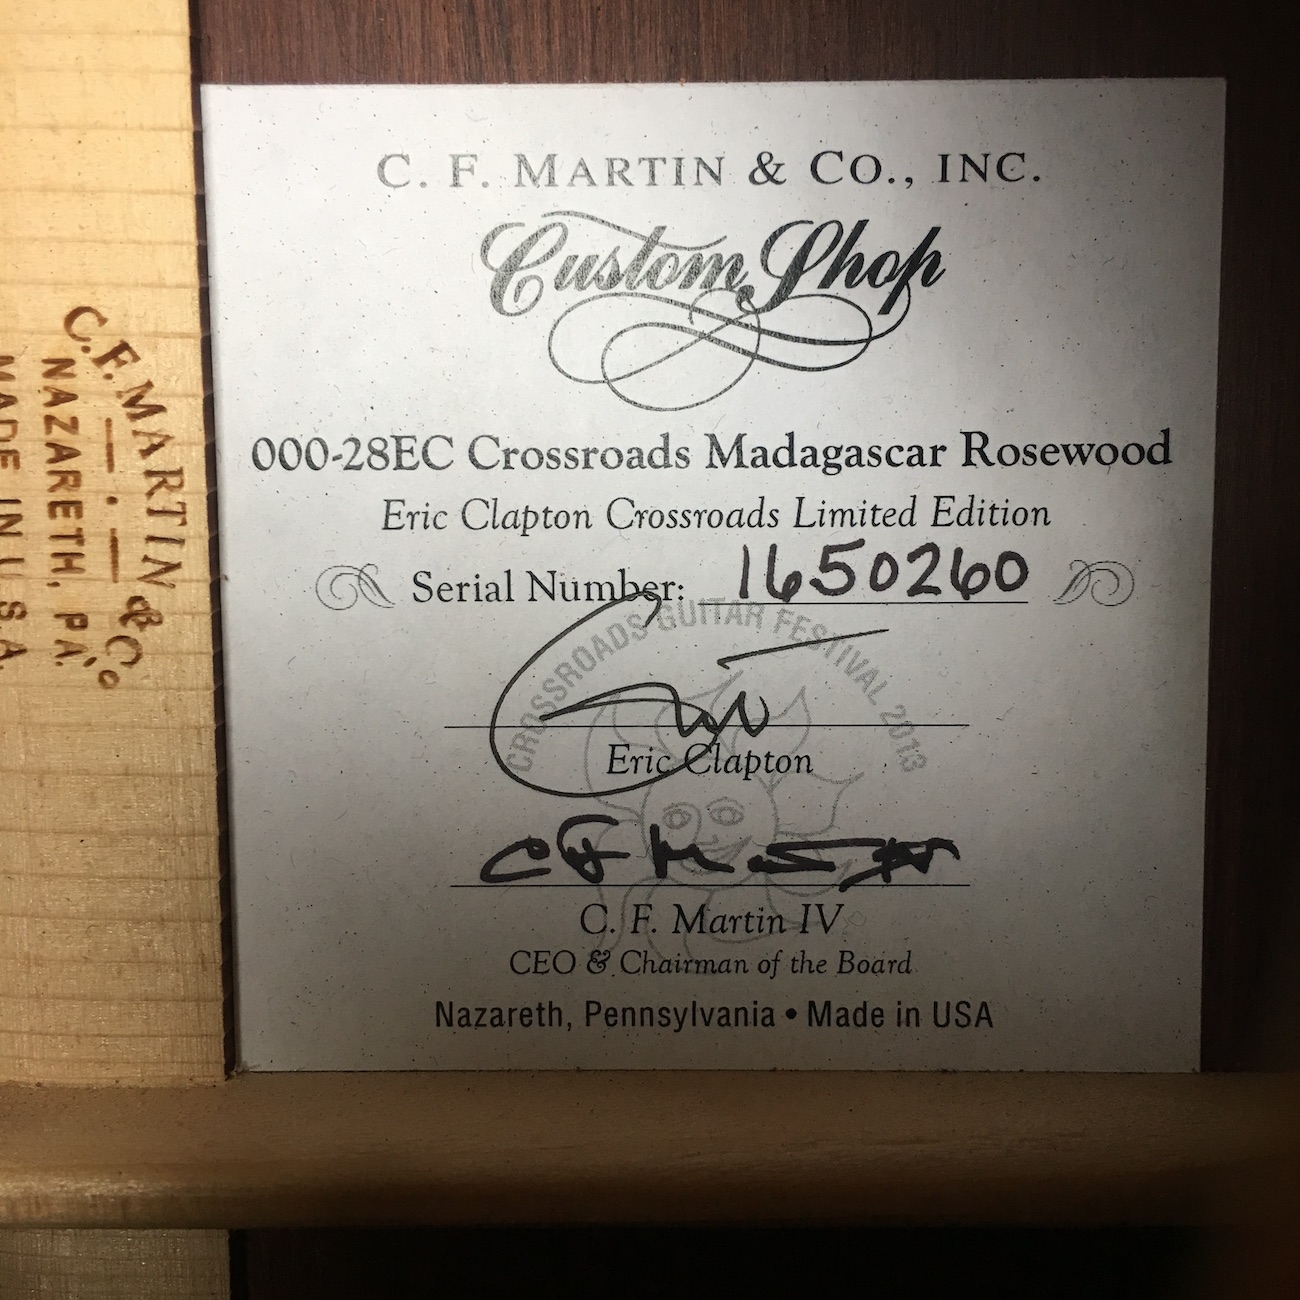 C. F. MARTIN & CO., INC.
Custom Shop
000-28EC Crossroads Madagascar Rosewood
Eric Clapton Crossroads Limited Edition
Serial Number: 1650260
CROSSROADS GUITAR FESTIVAL 2013
Eric Clapton
C F Martin
C. F. Martin IV
CEO & Chairman of the Board
Nazareth, Pennsylvania • Made in USA
C. F. MARTIN & Co
NAZARETH, PA.
MADE IN U.S.A.